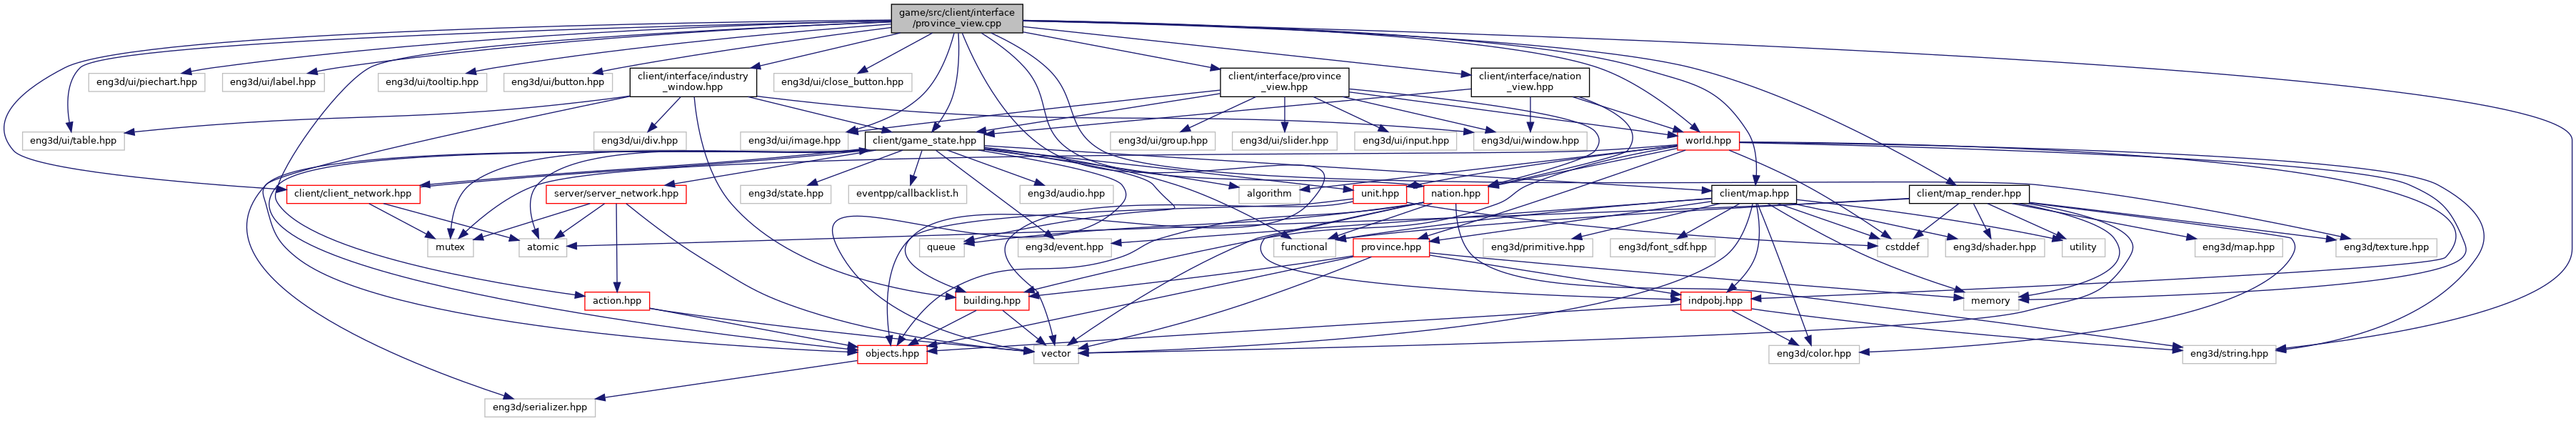 game/src/client/interface
/province_view.cpp
eng3d/ui/piechart.hpp
eng3d/ui/label.hpp
eng3d/ui/tooltip.hpp
eng3d/ui/button.hpp
client/interface/industry
_window.hpp
eng3d/ui/close_button.hpp
client/interface/province
_view.hpp
client/interface/nation
_view.hpp
eng3d/ui/table.hpp
eng3d/ui/div.hpp
eng3d/ui/image.hpp
client/game_state.hpp
eng3d/ui/group.hpp
eng3d/ui/slider.hpp
eng3d/ui/input.hpp
eng3d/ui/window.hpp
world.hpp
client/client_network.hpp
server/server_network.hpp
eng3d/state.hpp
eventpp/callbacklist.h
eng3d/audio.hpp
algorithm
unit.hpp
nation.hpp
client/map.hpp
client/map_render.hpp
mutex
atomic
queue
eng3d/event.hpp
functional
province.hpp
eng3d/primitive.hpp
eng3d/font_sdf.hpp
cstddef
eng3d/shader.hpp
utility
eng3d/map.hpp
eng3d/texture.hpp
action.hpp
building.hpp
indpobj.hpp
memory
objects.hpp
vector
eng3d/color.hpp
eng3d/string.hpp
eng3d/serializer.hpp